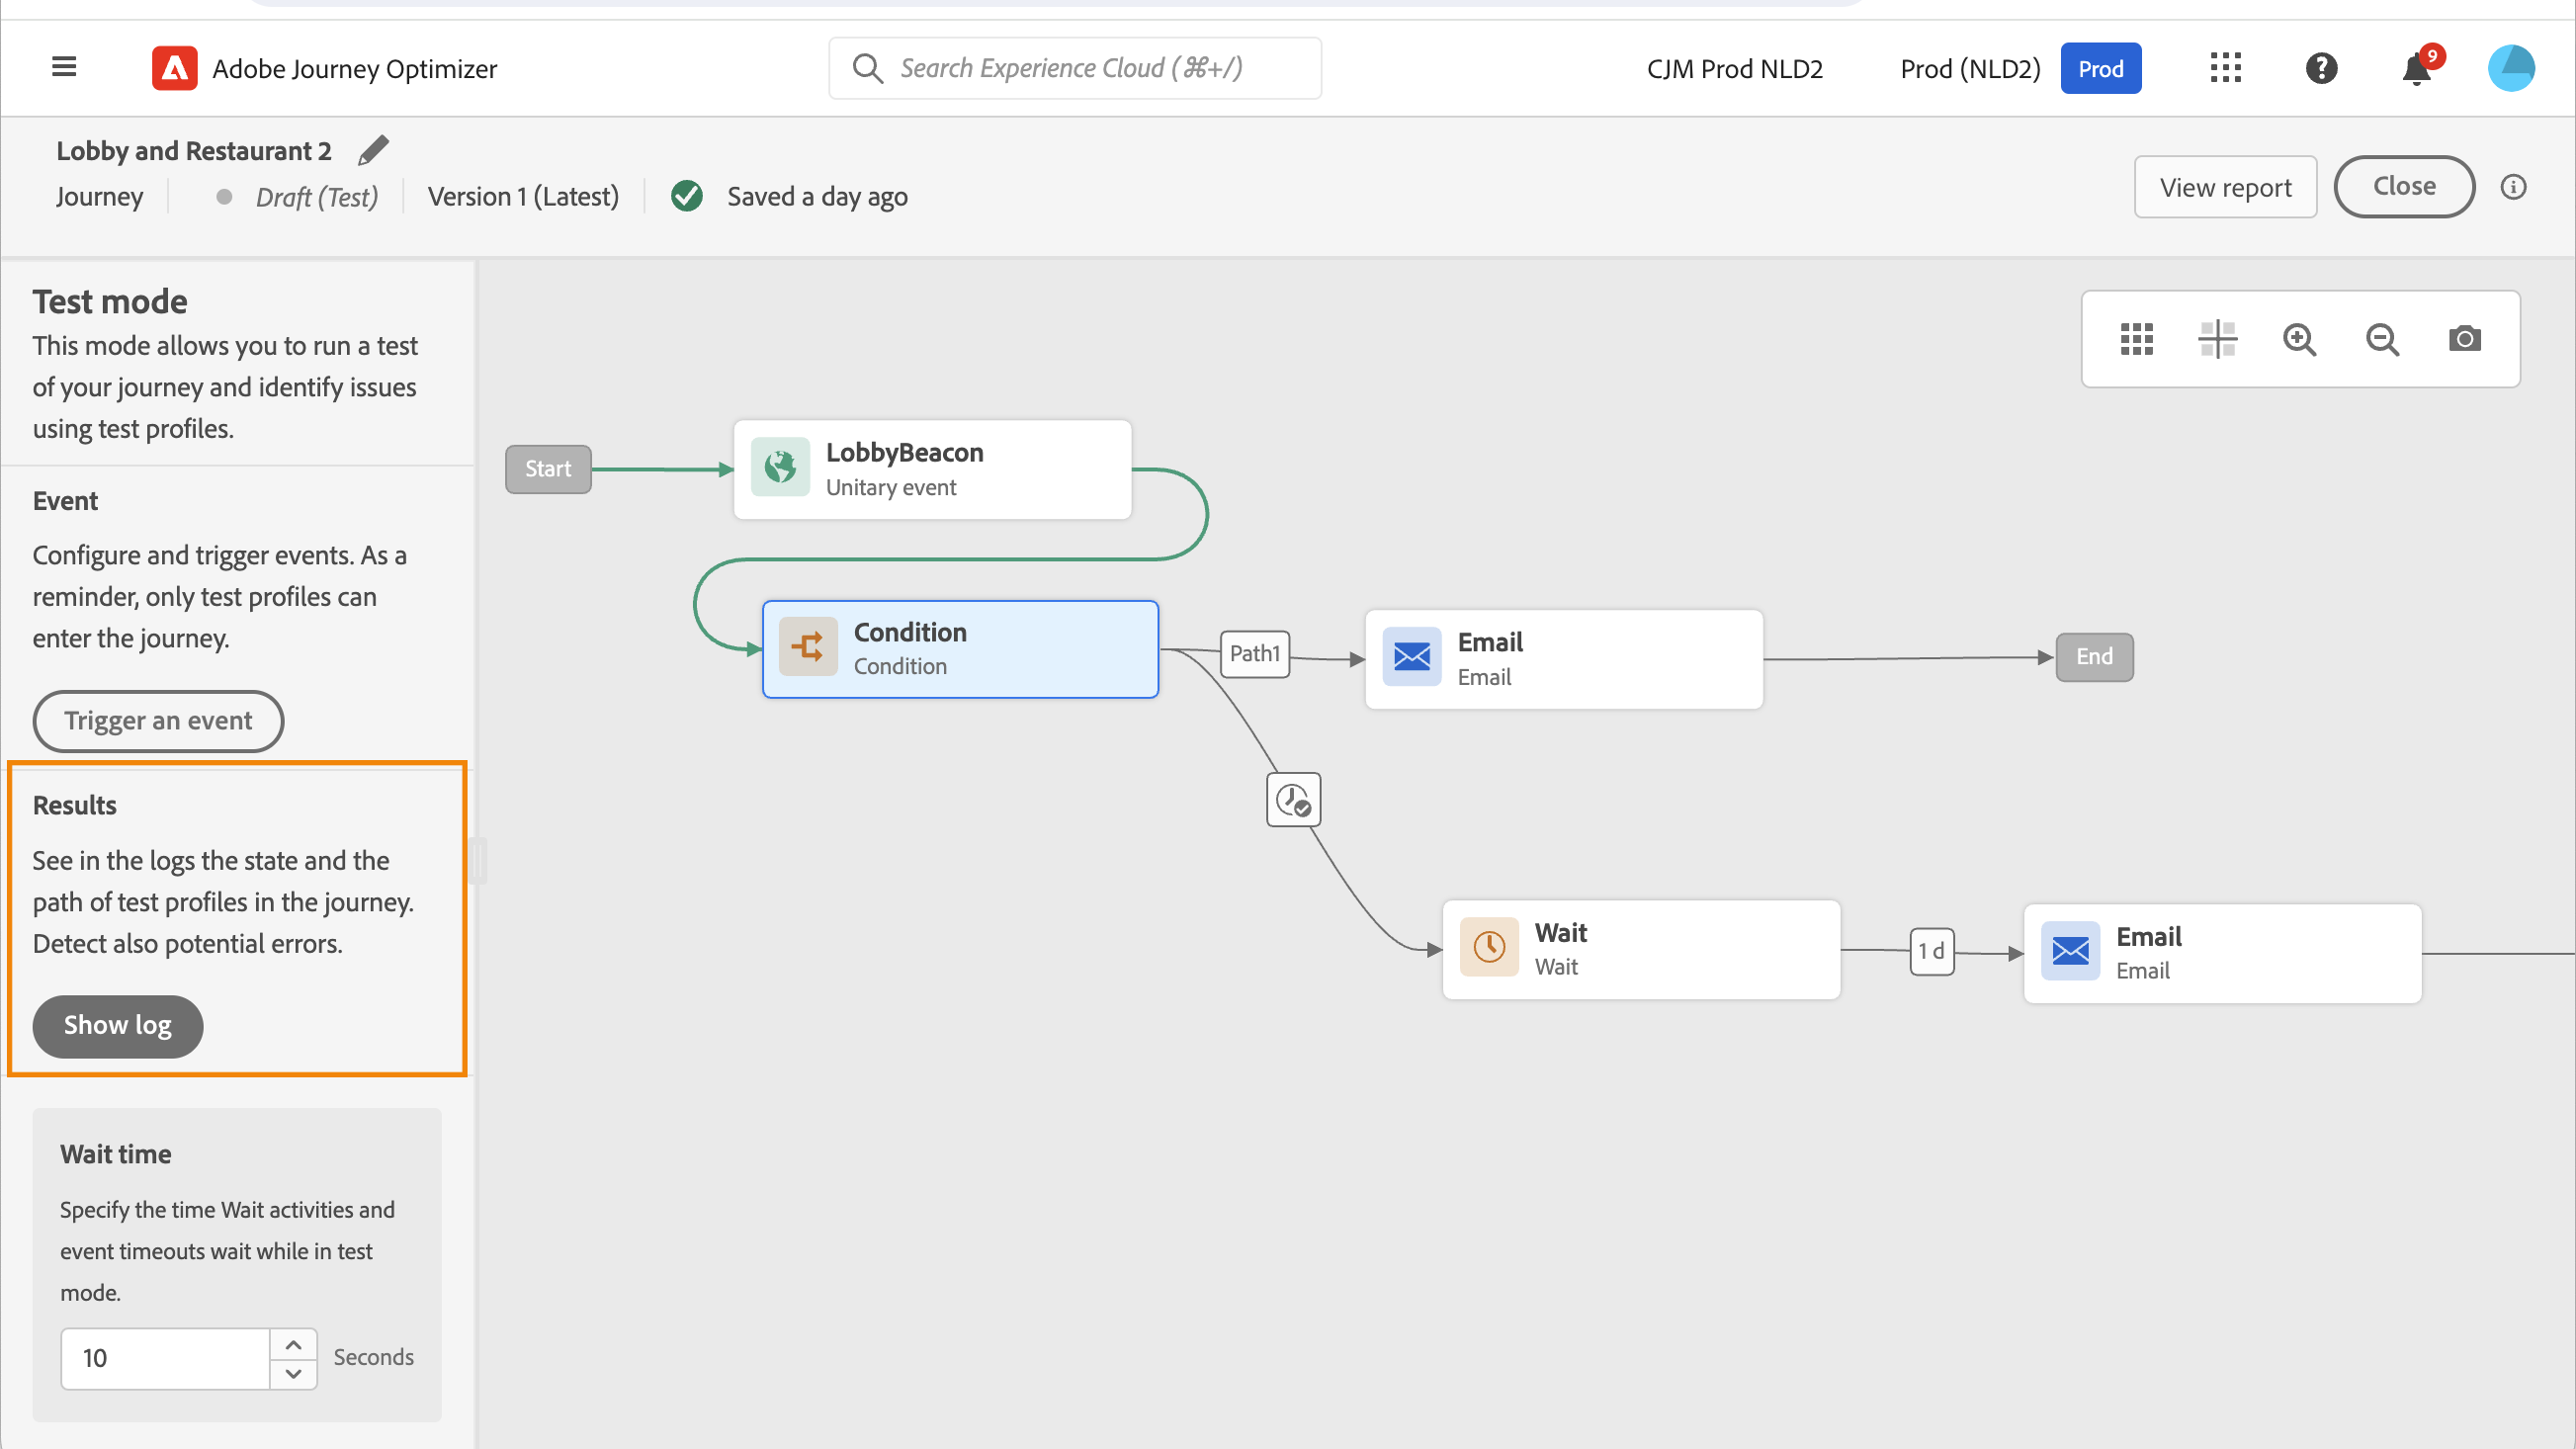 Adobe Journey Optimizer
Search Experience Cloud (⌘+/)
CJM Prod NLD2
Prod (NLD2)
Prod
9
Lobby and Restaurant 2
Journey
Draft (Test)
Version 1 (Latest)
Saved a day ago
View report
Close
Test mode
This mode allows you to run a test
of your journey and identify issues
using test profiles.
Event
Configure and trigger events. As a
reminder, only test profiles can
enter the journey.
Trigger an event
Results
See in the logs the state and the
path of test profiles in the journey.
Detect also potential errors.
Show log
Wait time
Specify the time Wait activities and
event timeouts wait while in test
mode.
10
Seconds
Start
LobbyBeacon
Unitary event
Condition
Condition
Path1
Email
Email
End
Wait
Wait
1 d
Email
Email